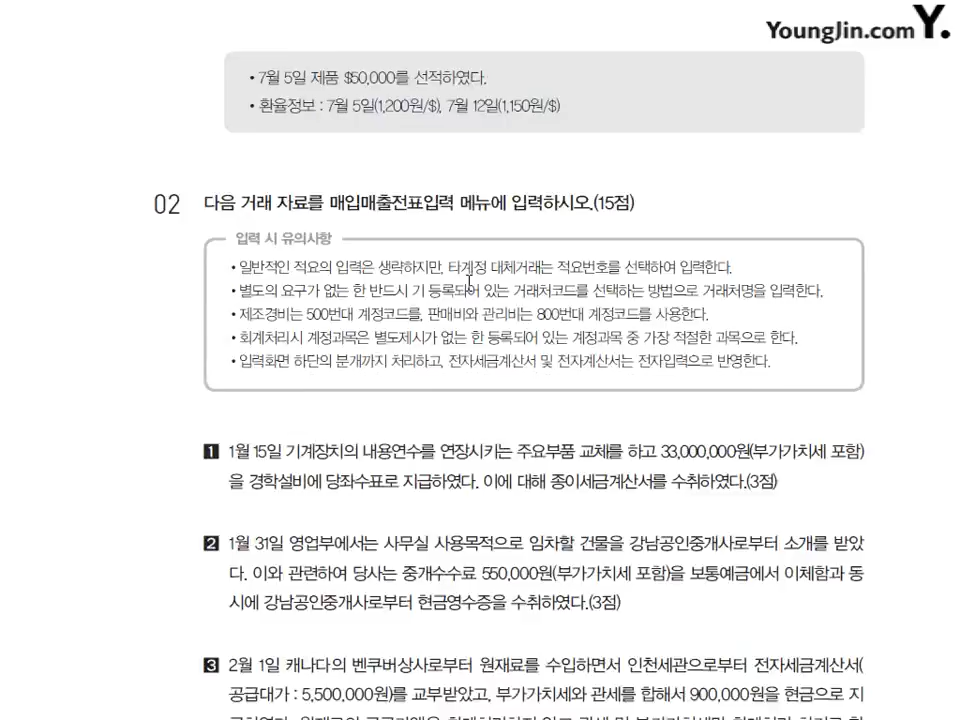 YoungJin.com Y.
• 7월 5일 제품 $50,000를 선적하였다.
• 환율정보 : 7월 5일(1,200원/$), 7월 12일(1,150원/$)
02 다음 거래 자료를 매입매출전표입력 메뉴에 입력하시오.(15점)
입력 시 유의사항
• 일반적인 적요의 입력은 생략하지만, 타계정 대체거래는 적요번호를 선택하여 입력한다.
• 별도의 요구가 없는 한 반드시 기 등록되어 있는 거래처코드를 선택하는 방법으로 거래처명을 입력한다.
• 제조경비는 500번대 계정코드를, 판매비와 관리비는 800번대 계정코드를 사용한다.
• 회계처리시 계정과목은 별도제시가 없는 한 등록되어 있는 계정과목 중 가장 적절한 과목으로 한다.
• 입력화면 하단의 분개까지 처리하고, 전자세금계산서 및 전자계산서는 전자입력으로 반영한다.
1 1월 15일 기계장치의 내용연수를 연장시키는 주요부품 교체를 하고 33,000,000원(부가가치세 포함)
을 경학설비에 당좌수표로 지급하였다. 이에 대해 종이세금계산서를 수취하였다.(3점)
2 1월 31일 영업부에서는 사무실 사용목적으로 임차할 건물을 강남공인중개사로부터 소개를 받았
다. 이와 관련하여 당사는 중개수수료 550,000원(부가가치세 포함)을 보통예금에서 이체함과 동
시에 강남공인중개사로부터 현금영수증을 수취하였다.(3점)
3 2월 1일 캐나다의 벤쿠버상사로부터 원재료를 수입하면서 인천세관으로부터 전자세금계산서(
공급대가 : 5,500,000원)를 교부받았고, 부가가치세와 관세를 합해서 900,000원을 현금으로 지